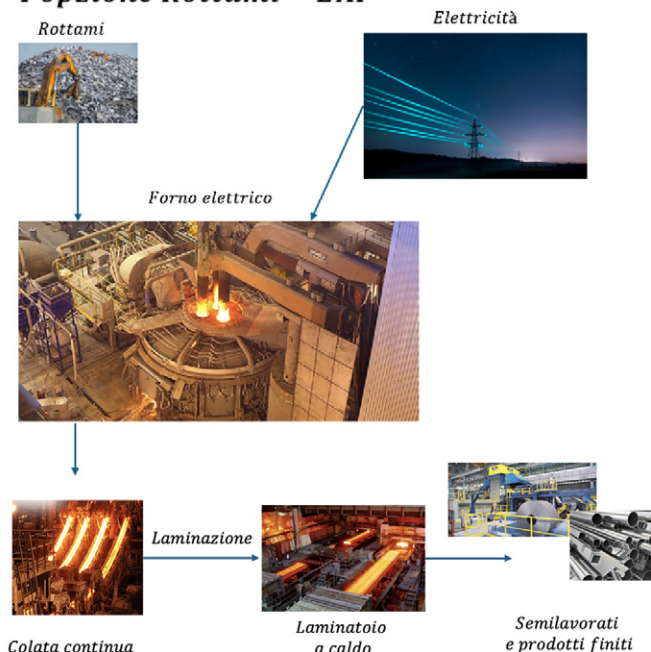 Rottami
Elettricità
Forno elettrico
Laminazione
Colata continua
Laminatoio
a caldo
Semilavorati
e prodotti finiti